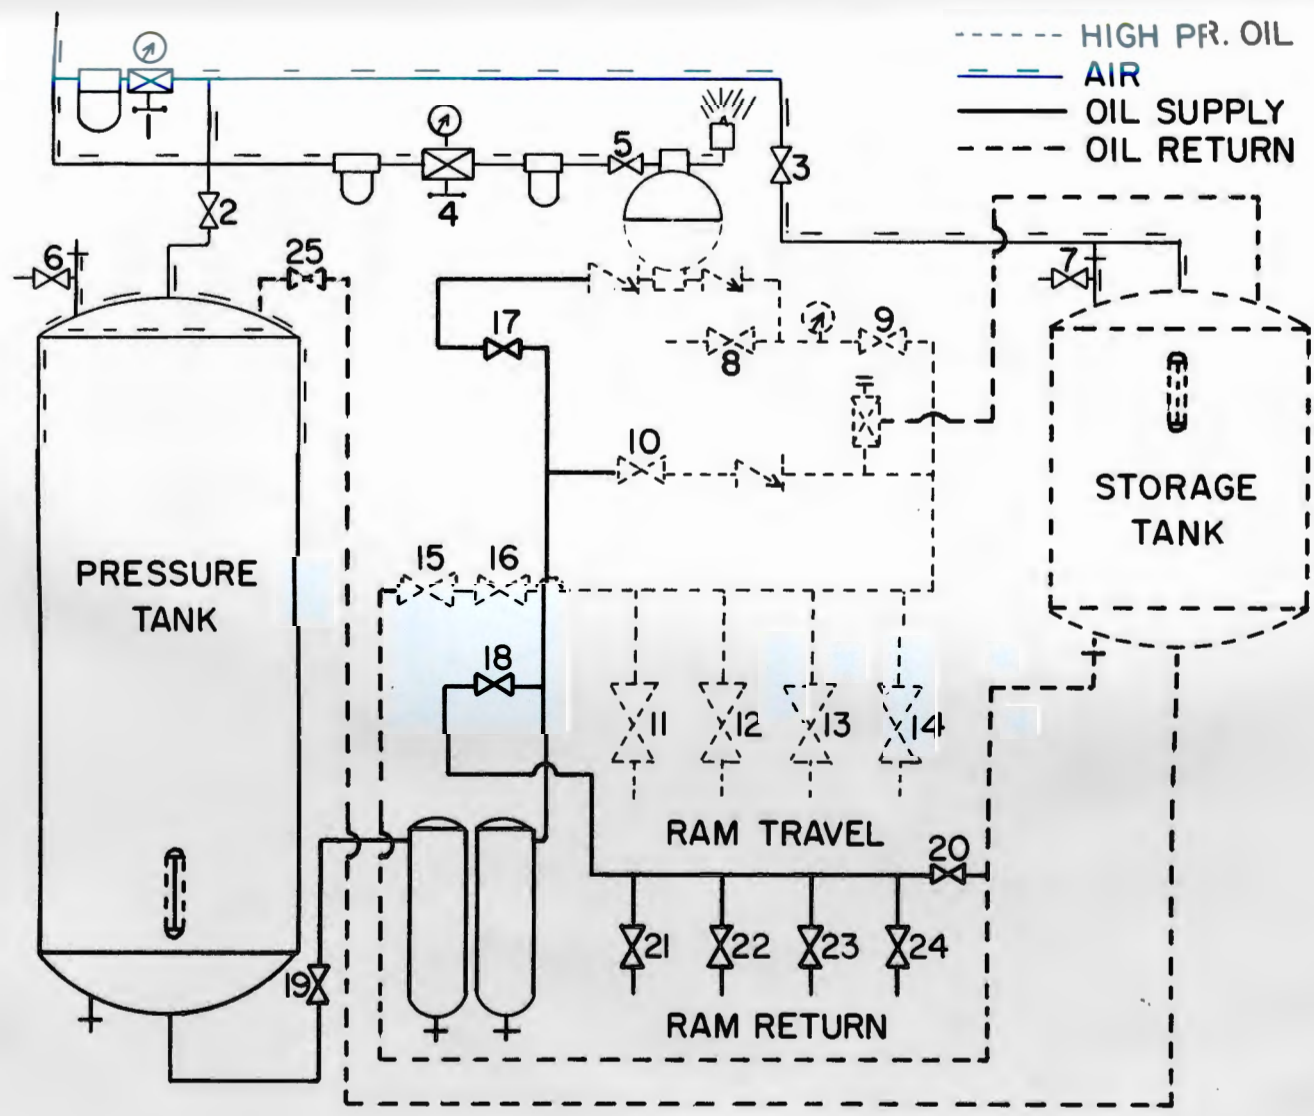 HIGH PR. OIL
AIR
OIL SUPPLY
OIL RETURN
1
2
3
4
5
6
25
7
17
8
9
10
STORAGE
TANK
PRESSURE
TANK
15
16
18
11
12
13
14
RAM TRAVEL
20
21
22
23
24
19
RAM RETURN